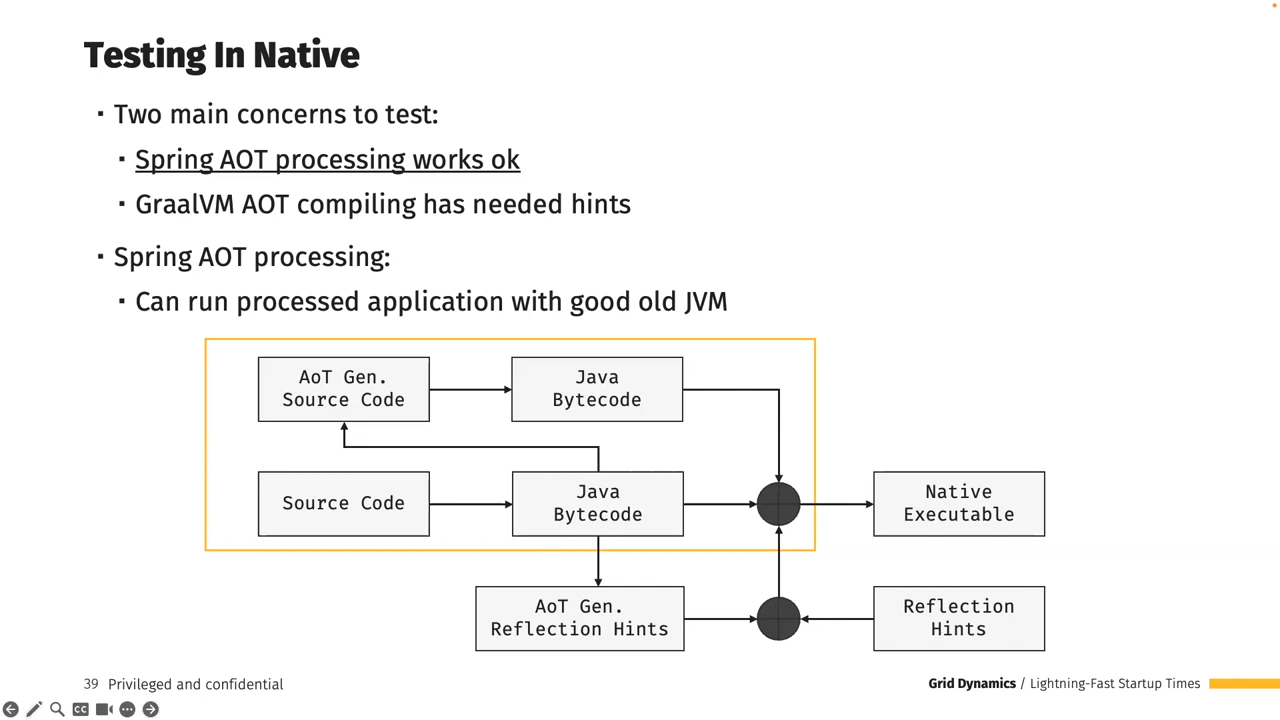 Testing In Native
▪ Two main concerns to test:
▪ Spring AOT processing works ok
▪ GraalVM AOT compiling has needed hints
▪ Spring AOT processing:
▪ Can run processed application with good old JVM
AoT Gen.
Source Code
Java
Bytecode
Source Code
Java
Bytecode
Native
Executable
AoT Gen.
Reflection Hints
Reflection
Hints
39 Privileged and confidential
Grid Dynamics / Lightning-Fast Startup Times
CC